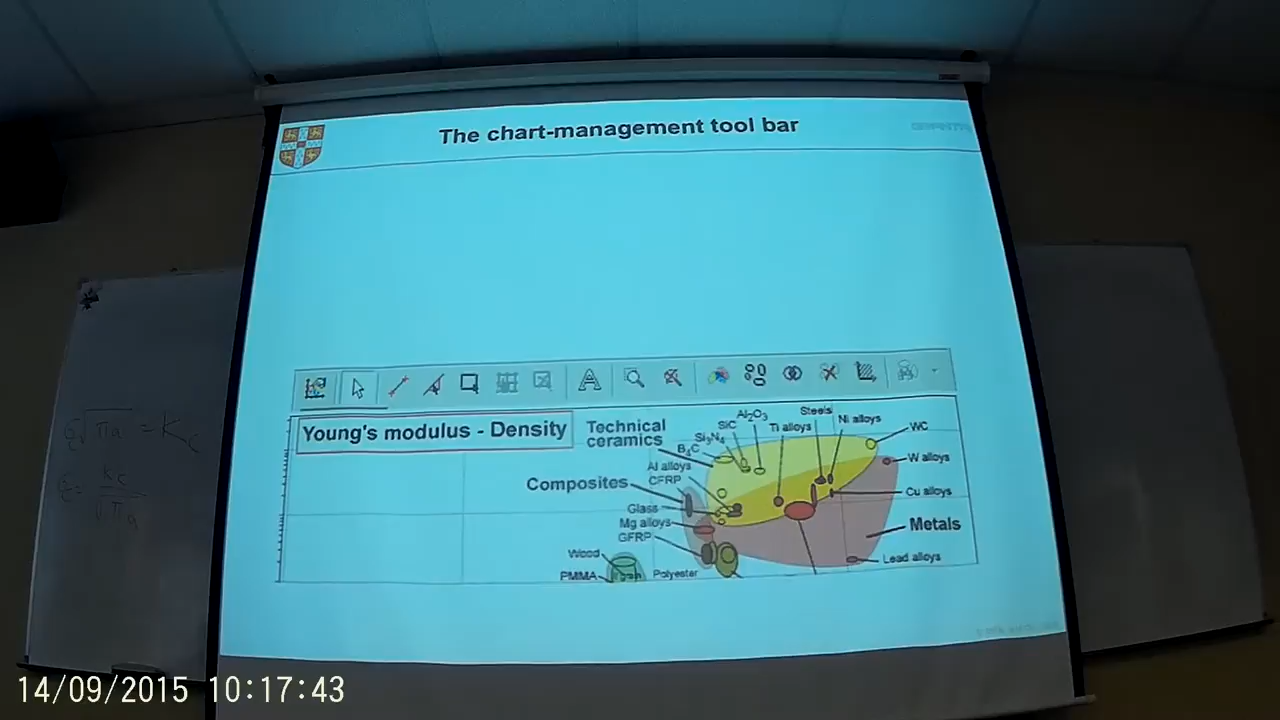 The chart-management tool bar
Young's modulus - Density
Technical
ceramics
Al₂O₃
SiC
Si₃N₄
B₄C
Steels
Ni alloys
Ti alloys
WC
W alloys
Al alloys
CFRP
Composites
Glass
Mg alloys
GFRP
Cu alloys
Metals
Lead alloys
Wood
PMMA
Polyester
σ√πa = Kc
14/09/2015 10:17:43